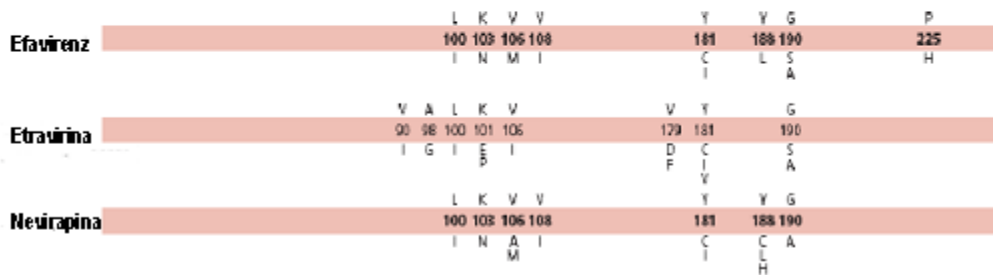 L K V V Y Y G P
Efavirenz 100 103 106 108 181 188 190 225
I N M I C L S H
I A
V A L K V V Y G
Etravirina 90 98 100 101 106 179 181 190
I G I E I D C S
P F I A
V
L K V V Y Y G
Nevirapina 100 103 106 108 181 188 190
I N A I C C A
M I L
H